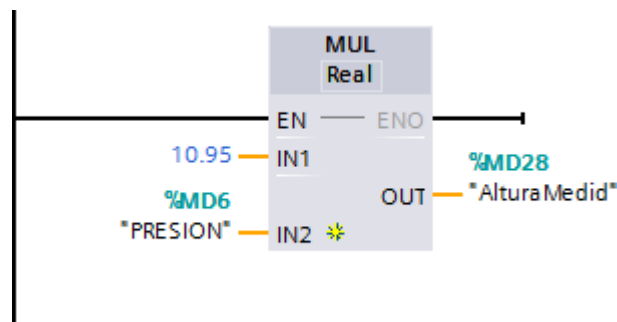 MUL
Real
EN ENO
10.95 IN1
%MD28
%MD6 OUT "AlturaMedid"
"PRESION" IN2